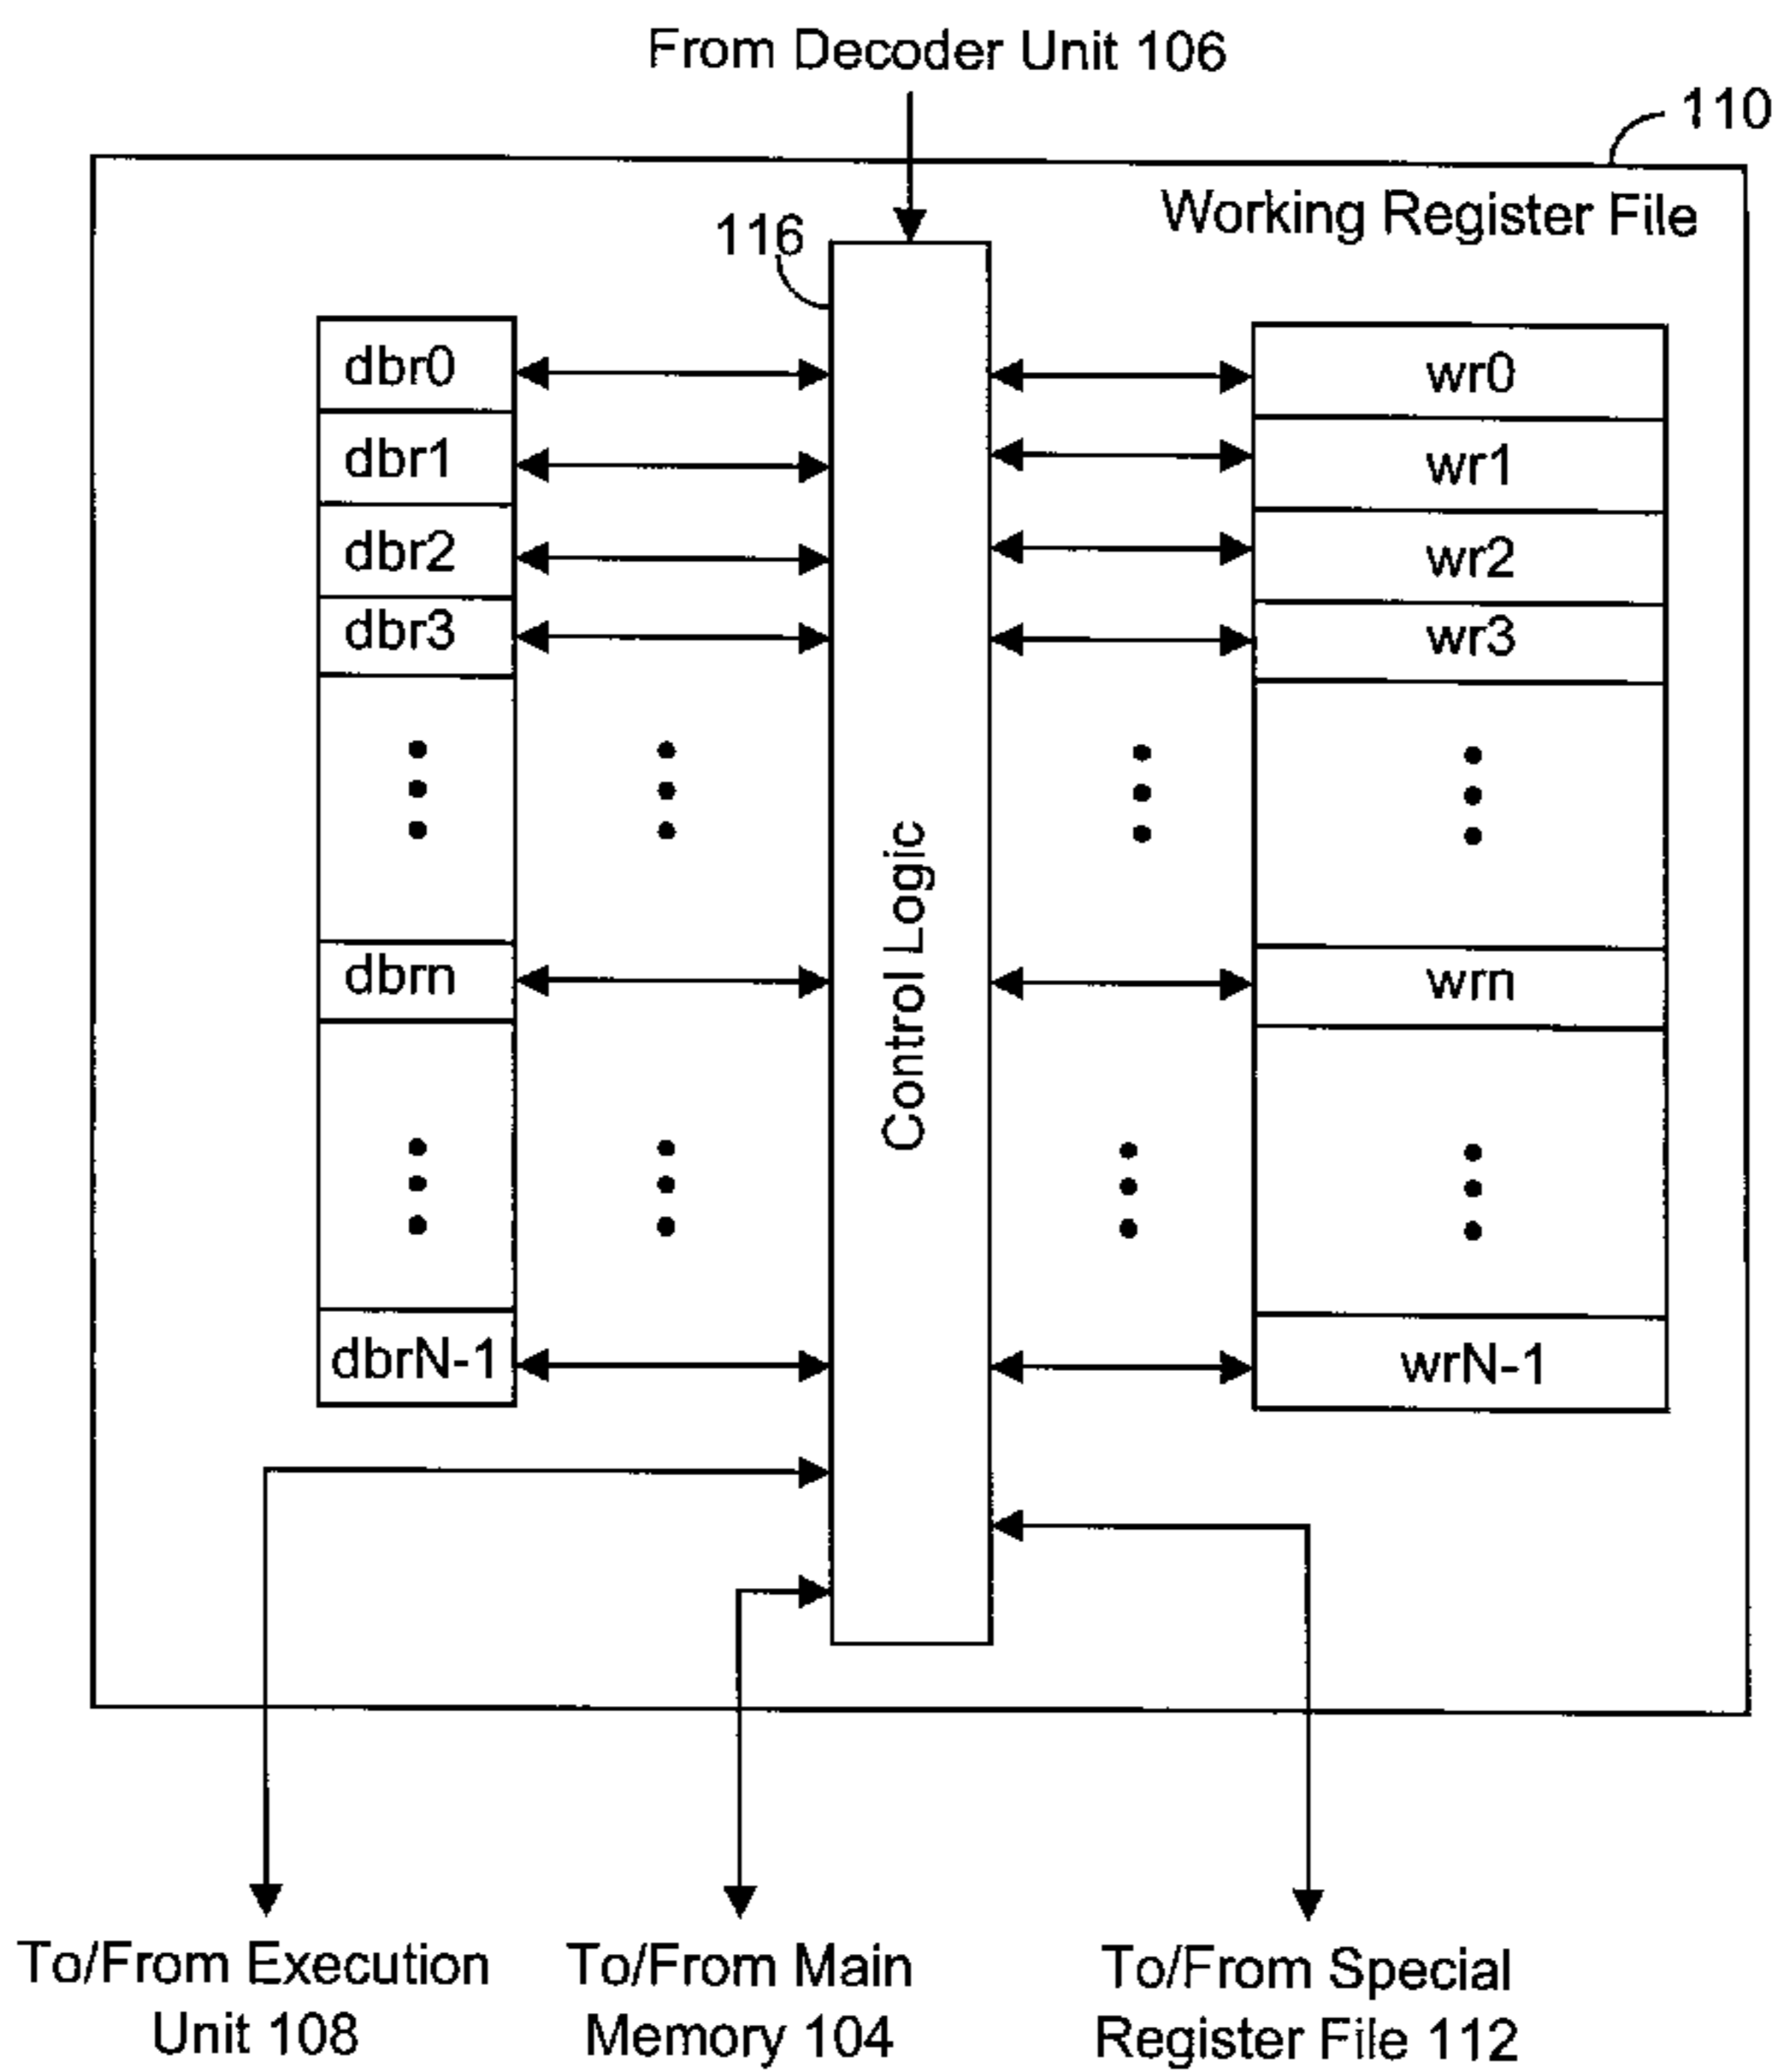 From Decoder Unit 106
110
Working Register File
116
dbr0
dbr1
dbr2
dbr3
dbrn
dbrN-1
Control Logic
wr0
wr1
wr2
wr3
wrn
wrN-1
To/From Execution
Unit 108
To/From Main
Memory 104
To/From Special
Register File 112